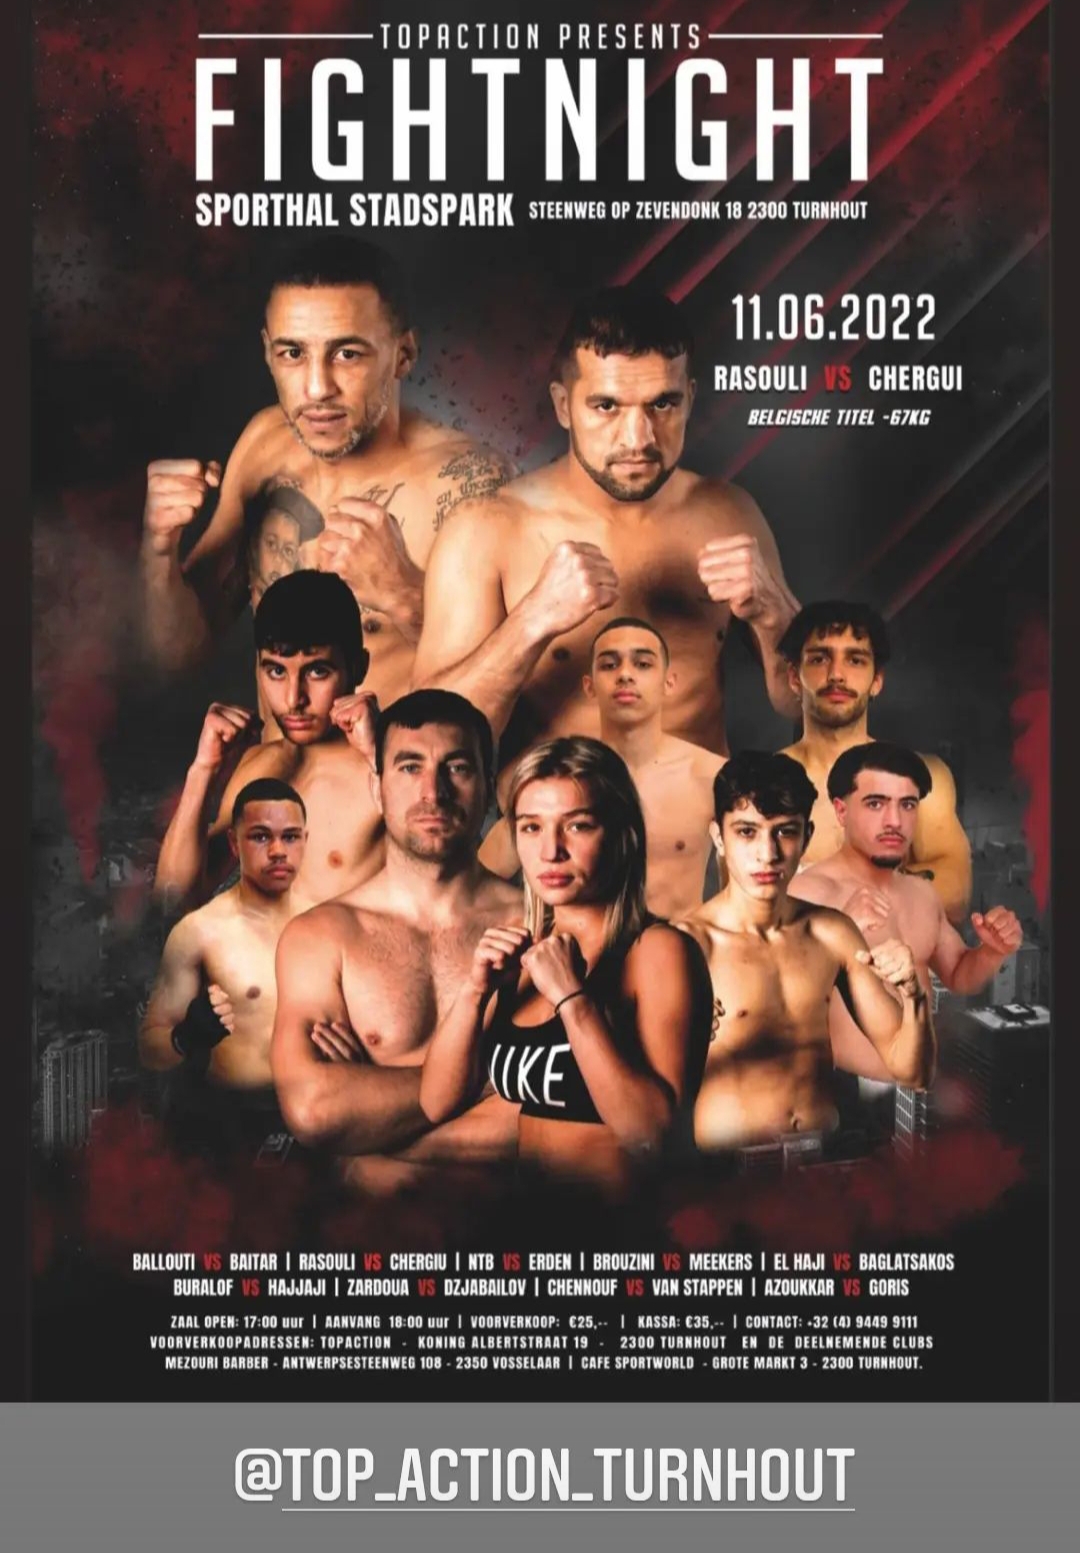 TOPACTION PRESENTS
FIGHTNIGHT
SPORTHAL STADSPARK STEENWEG OP ZEVENDONK 18 2300 TURNHOUT
11.06.2022
RASOULI VS CHERGUI
BELGISCHE TITEL -67KG
IKE
BALLOUTI VS BAITAR | RASOULI VS CHERGIU | NTB VS ERDEN | BROUZINI VS MEEKERS | EL HAJI VS BAGLATSAKOS
BURALOF VS HAJJAJI | ZARDOUA VS DZJABAILOV | CHENNOUF VS VAN STAPPEN | AZOUKKAR VS GORIS
ZAAL OPEN: 17:00 uur | AANVANG 18:00 uur | VOORVERKOOP: €25,-- | KASSA: €35,-- | CONTACT: +32 (4) 9449 9111
VOORVERKOOPADRESSEN: TOPACTION - KONING ALBERTSTRAAT 19 - 2300 TURNHOUT EN DE DEELNEMENDE CLUBS
MEZOURI BARBER - ANTWERPSESTEENWEG 108 - 2350 VOSSELAAR | CAFE SPORTWORLD - GROTE MARKT 3 - 2300 TURNHOUT.
@TOP_ACTION_TURNHOUT